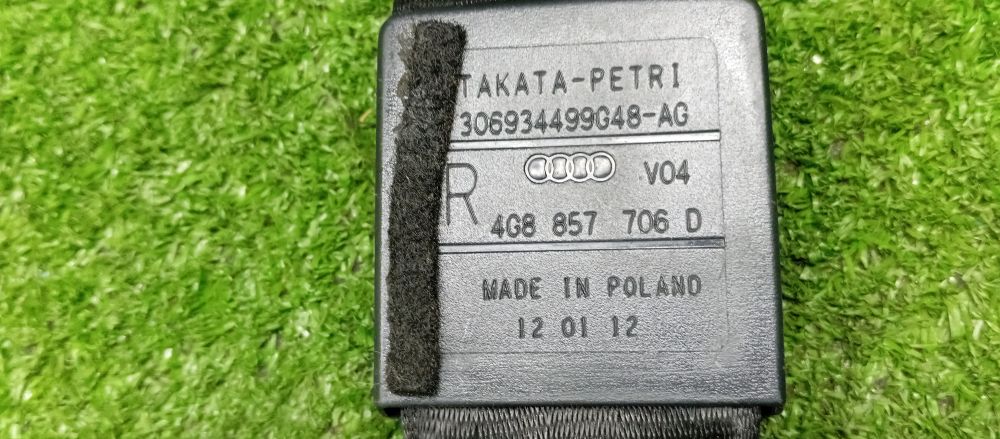 TAKATA-PETRI
306934499G48-AG
R V04
4G8 857 706 D
MADE IN POLAND
12 01 12